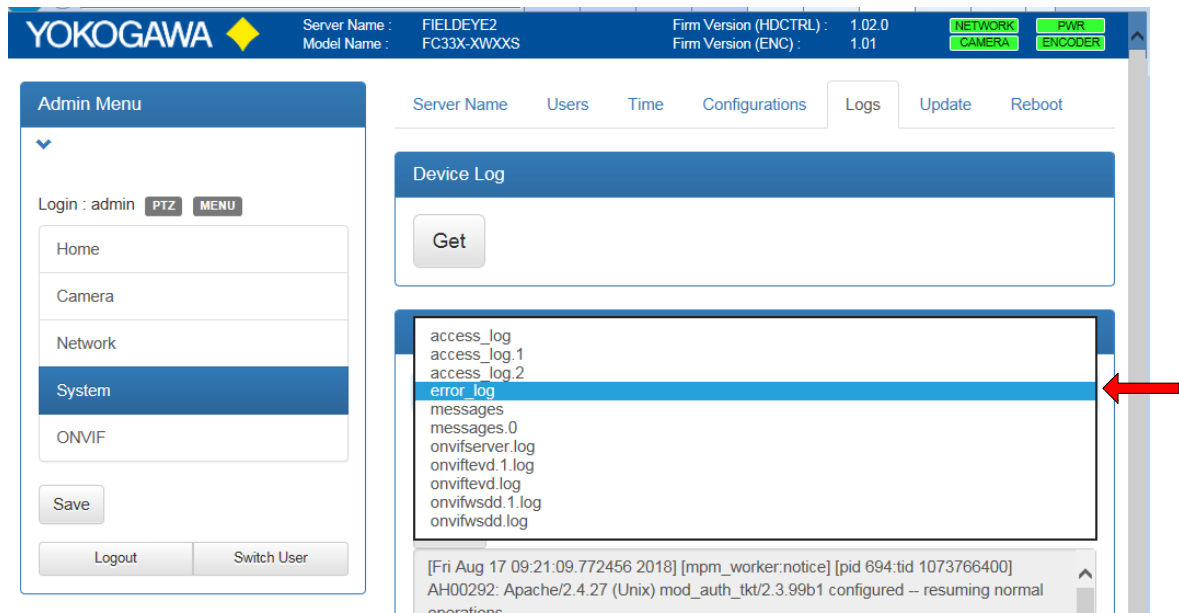 YOKOGAWA
Server Name : FIELDEYE2
Model Name : FC33X-XWXXS
Firm Version (HDCTRL) : 1.02.0
Firm Version (ENC) : 1.01
NETWORK PWR
CAMERA ENCODER
Admin Menu
Login : admin PTZ MENU
Home
Camera
Network
System
ONVIF
Save
Logout Switch User
Server Name Users Time Configurations Logs Update Reboot
Device Log
Get
access_log
access_log.1
access_log.2
error_log
messages
messages.0
onvifserver.log
onviftevd.1.log
onviftevd.log
onvifwsdd.1.log
onvifwsdd.log
[Fri Aug 17 09:21:09.772456 2018] [mpm_worker:notice] [pid 694:tid 1073766400]
AH00292: Apache/2.4.27 (Unix) mod_auth_tkt/2.3.99b1 configured -- resuming normal
operations